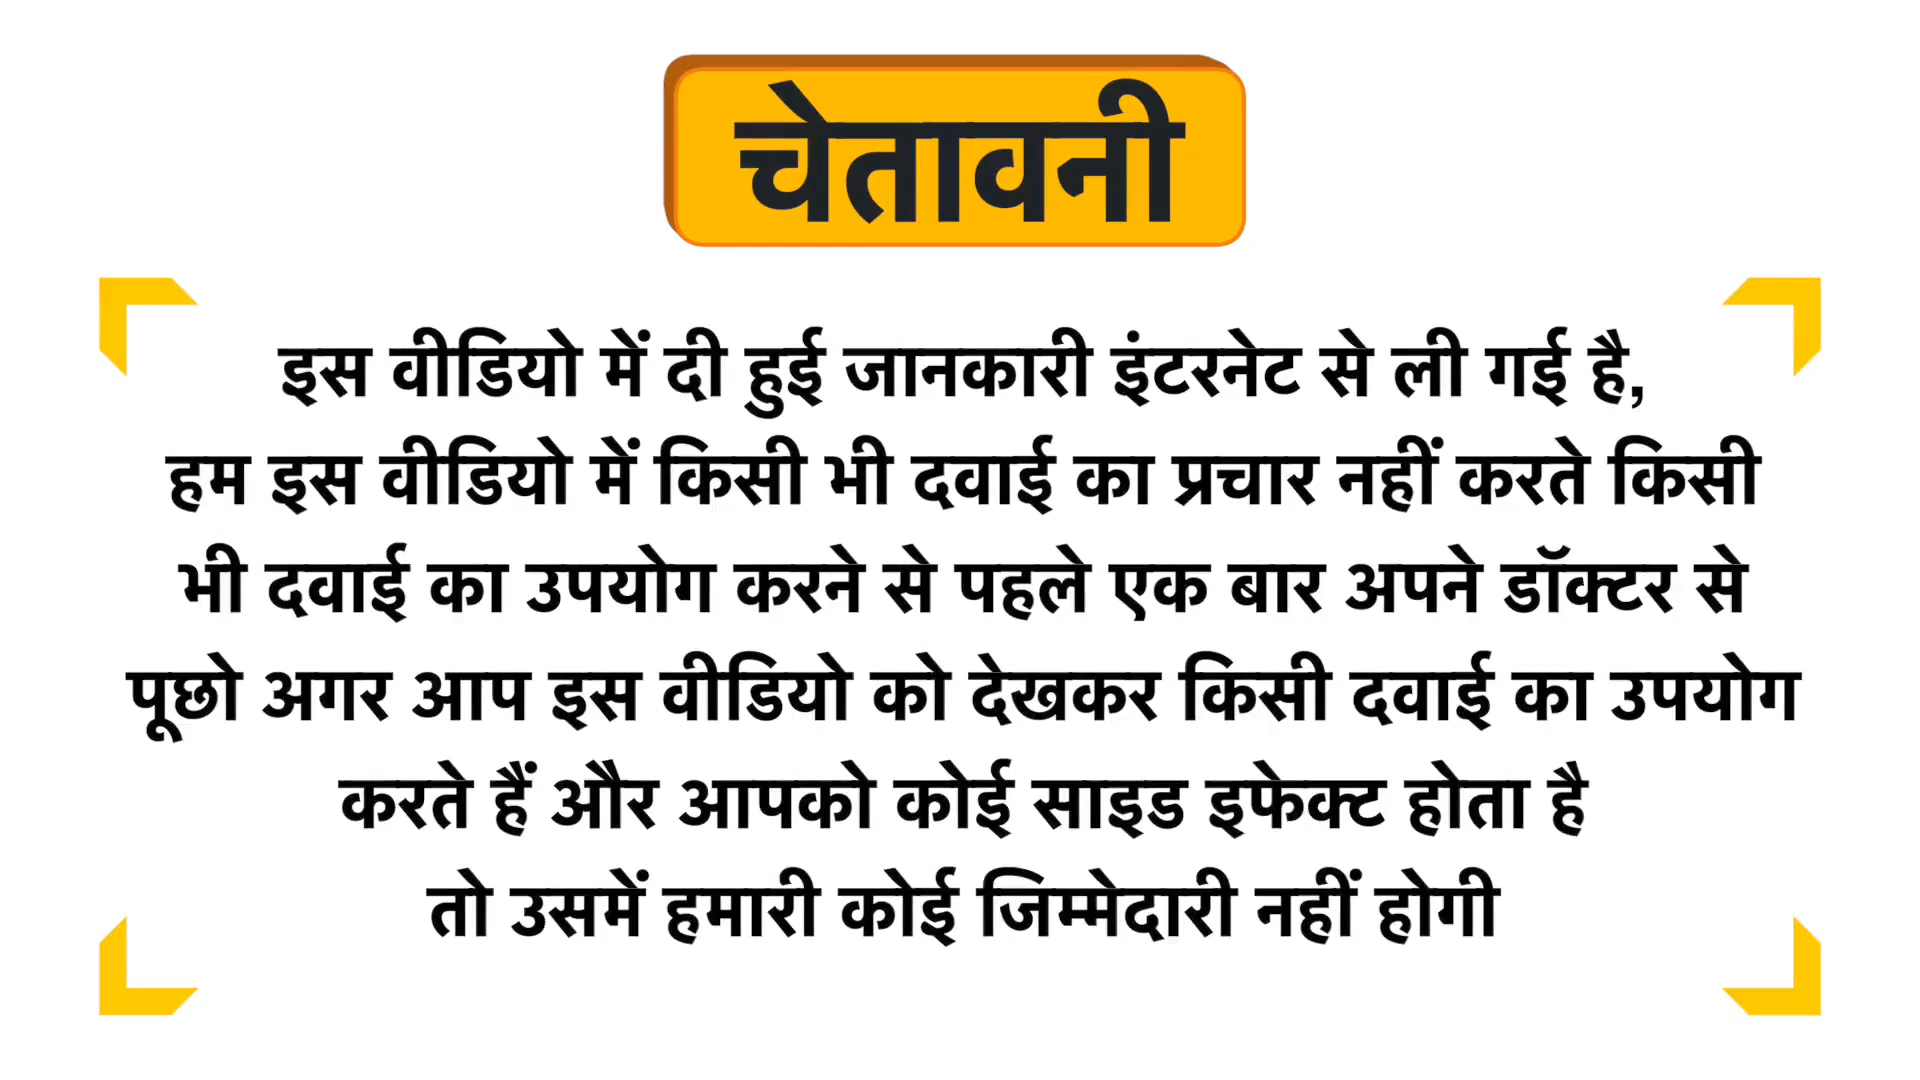 चेतावनी
इस वीडियो में दी हुई जानकारी इंटरनेट से ली गई है,
हम इस वीडियो में किसी भी दवाई का प्रचार नहीं करते किसी
भी दवाई का उपयोग करने से पहले एक बार अपने डॉक्टर से
पूछो अगर आप इस वीडियो को देखकर किसी दवाई का उपयोग
करते हैं और आपको कोई साइड इफेक्ट होता है
तो उसमें हमारी कोई जिम्मेदारी नहीं होगी